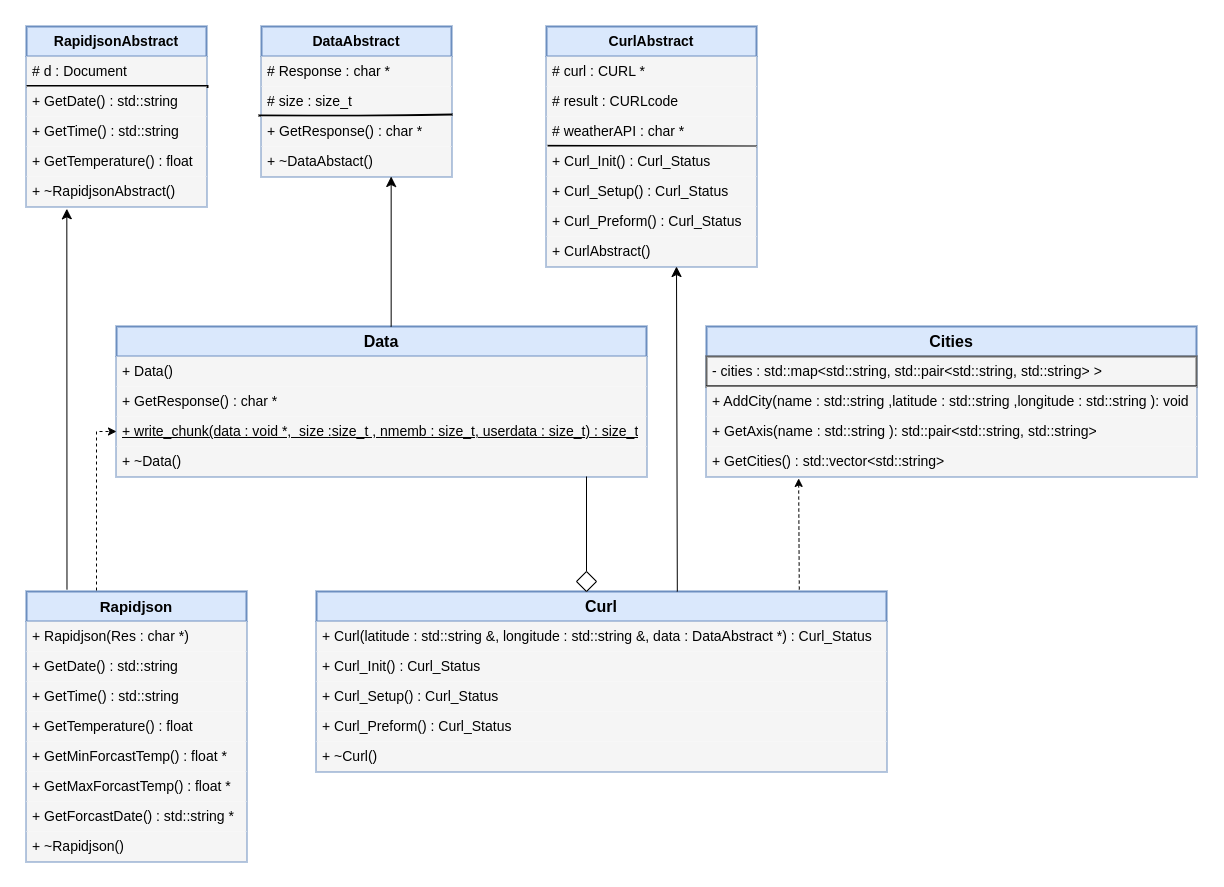 RapidjsonAbstract
# d : Document
+ GetDate() : std::string
+ GetTime() : std::string
+ GetTemperature() : float
+ ~RapidjsonAbstract()
DataAbstract
# Response : char *
# size : size_t
+ GetResponse() : char *
+ ~DataAbstact()
CurlAbstract
# curl : CURL *
# result : CURLcode
# weatherAPI : char *
+ Curl_Init() : Curl_Status
+ Curl_Setup() : Curl_Status
+ Curl_Preform() : Curl_Status
+ CurlAbstract()
Data
+ Data()
+ GetResponse() : char *
+ write_chunk(data : void *,  size :size_t , nmemb : size_t, userdata : size_t) : size_t
+ ~Data()
Cities
- cities : std::map<std::string, std::pair<std::string, std::string> >
+ AddCity(name : std::string ,latitude : std::string ,longitude : std::string ): void
+ GetAxis(name : std::string ): std::pair<std::string, std::string>
+ GetCities() : std::vector<std::string>
Rapidjson
+ Rapidjson(Res : char *)
+ GetDate() : std::string
+ GetTime() : std::string
+ GetTemperature() : float
+ GetMinForcastTemp() : float *
+ GetMaxForcastTemp() : float *
+ GetForcastDate() : std::string *
+ ~Rapidjson()
Curl
+ Curl(latitude : std::string &, longitude : std::string &, data : DataAbstract *) : Curl_Status
+ Curl_Init() : Curl_Status
+ Curl_Setup() : Curl_Status
+ Curl_Preform() : Curl_Status
+ ~Curl()